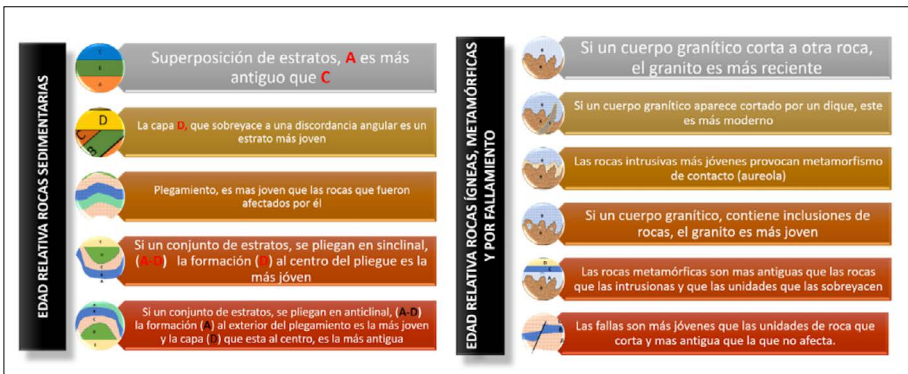 EDAD RELATIVA ROCAS SEDIMENTARIAS
Superposición de estratos, A es más
antiguo que C
La capa D, que sobreyace a una discordancia angular es un
estrato más joven
Plegamiento, es mas joven que las rocas que fueron
afectados por él
Si un conjunto de estratos, se pliegan en sinclinal,
(A-D) la formación (D) al centro del pliegue es la
más jóven
Si un conjunto de estratos, se pliegan en anticlinal, (A-D)
la formación (A) al exterior del plegamiento es la más joven
y la capa (D) que esta al centro, es la más antigua
EDAD RELATIVA ROCAS ÍGNEAS, METAMÓRFICAS
Y POR FALLAMIENTO
Si un cuerpo granítico corta a otra roca,
el granito es más reciente
Si un cuerpo granítico aparece cortado por un dique, este
es más moderno
Las rocas intrusivas más jóvenes provocan metamorfismo
de contacto (aureola)
Si un cuerpo granítico, contiene inclusiones de
rocas, el granito es más joven
Las rocas metamórficas son mas antiguas que las rocas
que las intrusionas y que las unidades que las sobreyacen
Las fallas son más jóvenes que las unidades de roca que
corta y mas antigua que la que no afecta.
D
C
B